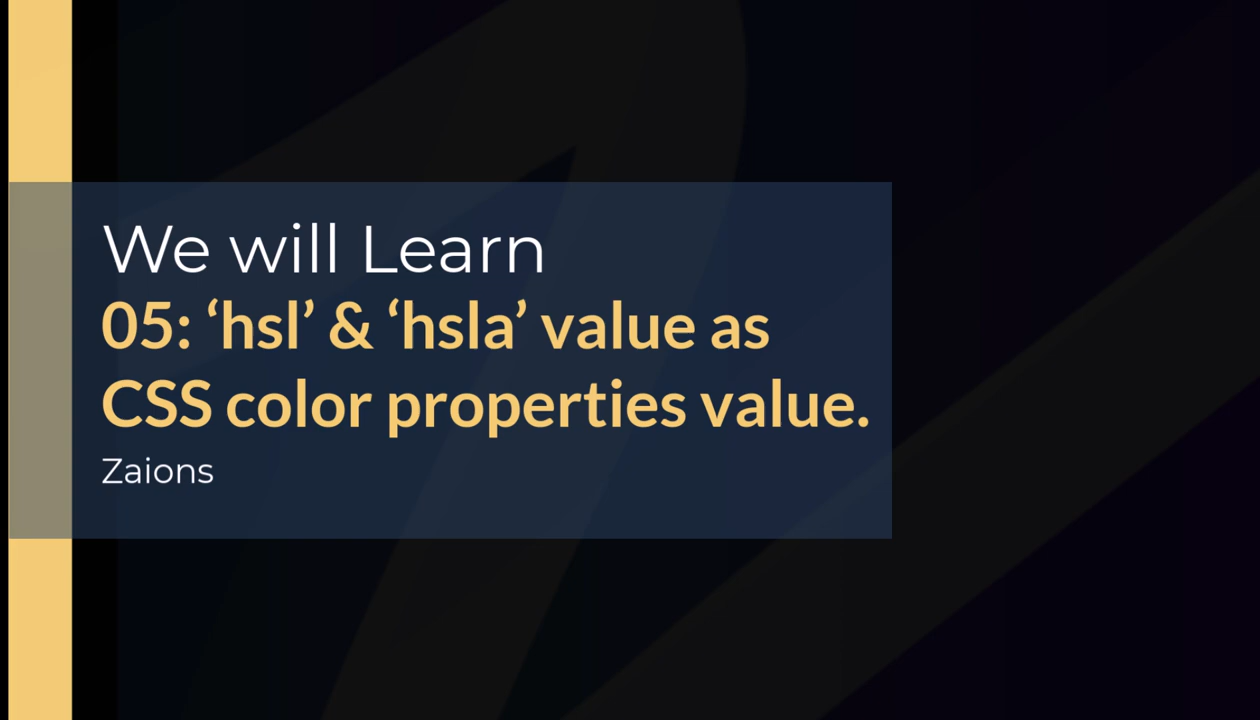 We will Learn
05: ‘hsl’ & ‘hsla’ value as
CSS color properties value.
Zaions